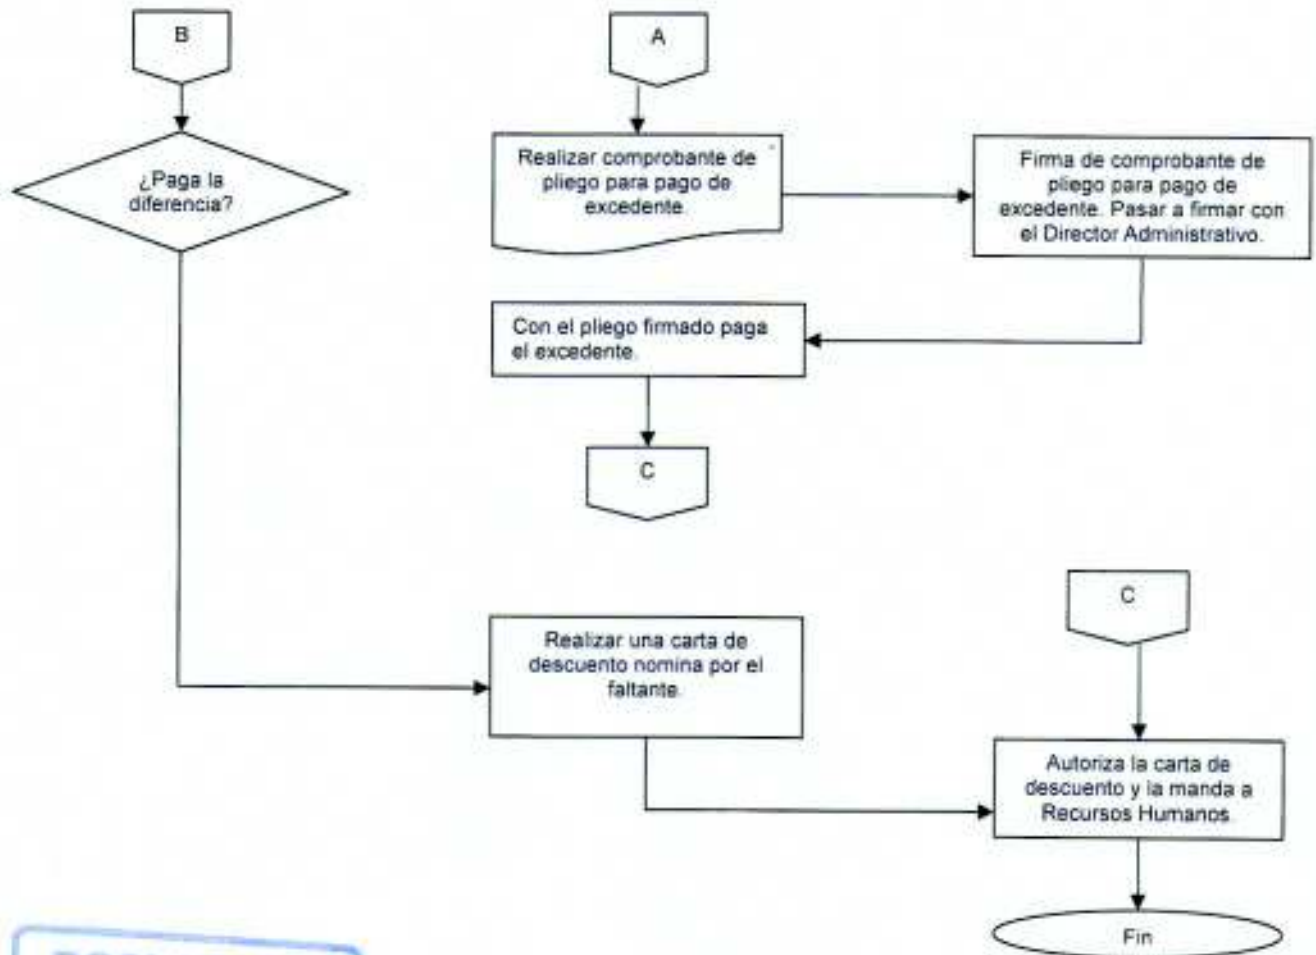 B
A
¿Paga la
diferencia?
Realizar comprobante de
pliego para pago de
excedente.
Firma de comprobante de
pliego para pago de
excedente. Pasar a firmar con
el Director Administrativo.
Con el pliego firmado paga
el excedente.
C
C
Realizar una carta de
descuento nomina por el
faltante.
Autoriza la carta de
descuento y la manda a
Recursos Humanos.
Fin